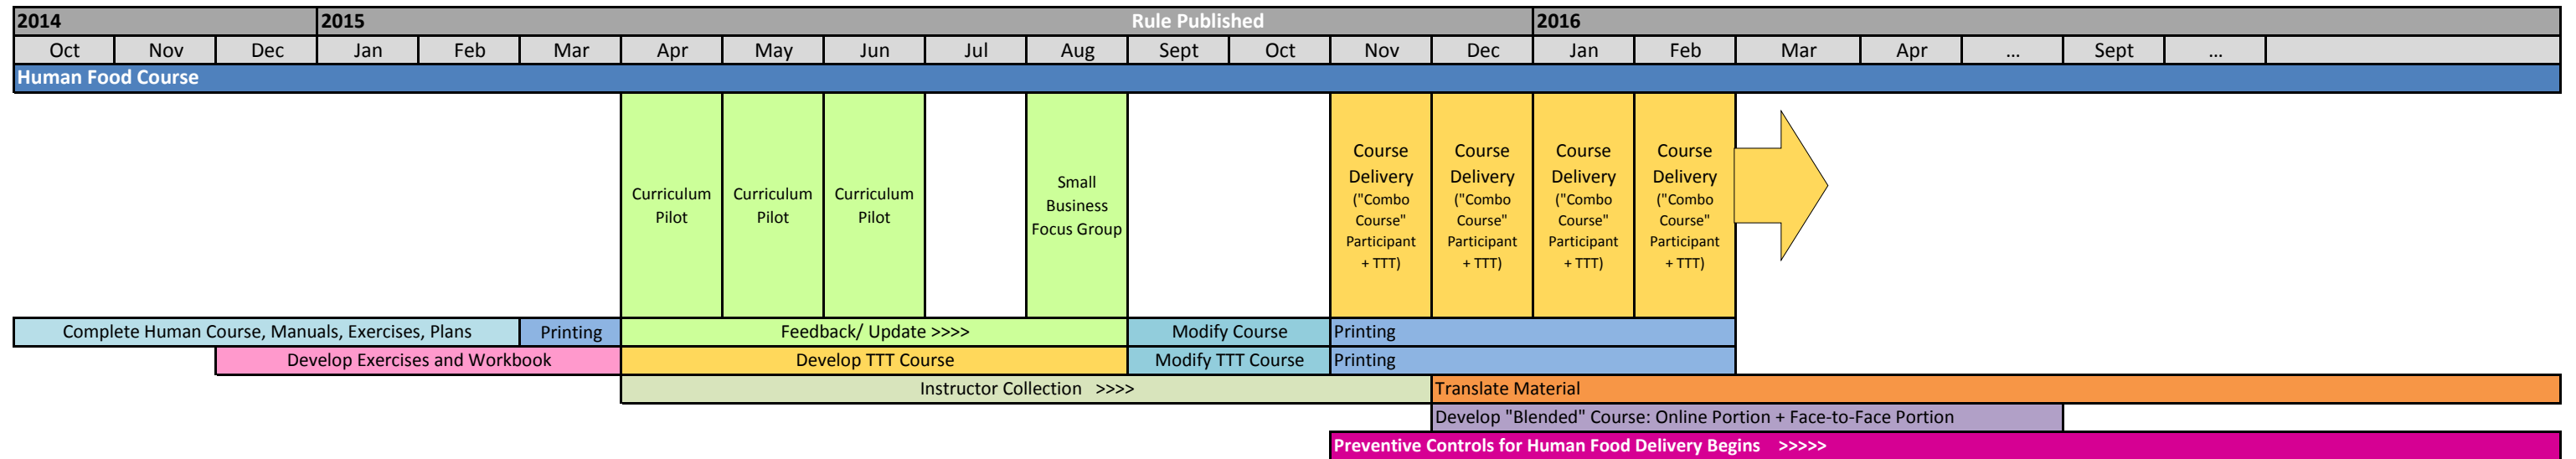 2014 2015 Rule Published 2016
Oct Nov Dec Jan Feb Mar Apr May Jun Jul Aug Sept Oct Nov Dec Jan Feb Mar Apr ... Sept ...
Human Food Course
Curriculum
Pilot
Curriculum
Pilot
Curriculum
Pilot
Small
Business
Focus Group
Course
Delivery
("Combo
Course"
Participant
+ TTT)
Course
Delivery
("Combo
Course"
Participant
+ TTT)
Course
Delivery
("Combo
Course"
Participant
+ TTT)
Course
Delivery
("Combo
Course"
Participant
+ TTT)
Complete Human Course, Manuals, Exercises, Plans Printing Feedback/ Update >>>> Modify Course Printing
Develop Exercises and Workbook Develop TTT Course Modify TTT Course Printing
Instructor Collection >>>> Translate Material
Develop "Blended" Course: Online Portion + Face-to-Face Portion
Preventive Controls for Human Food Delivery Begins >>>>>